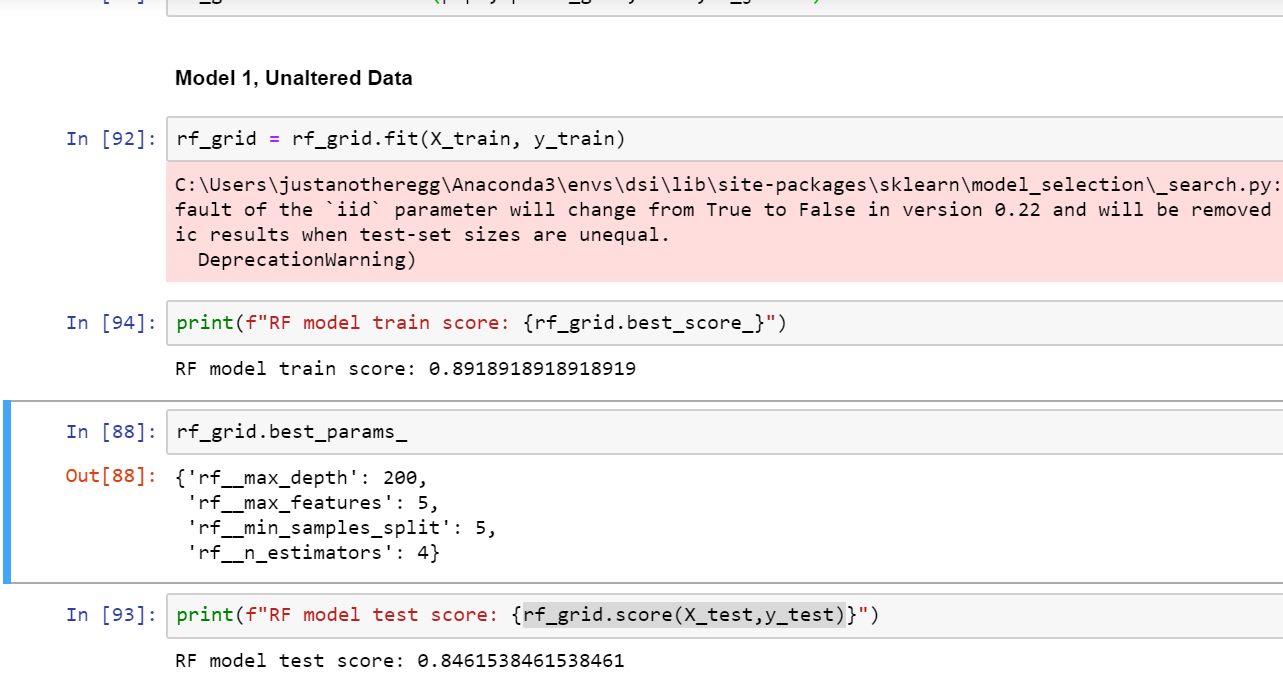 Model 1, Unaltered Data
In [92]: rf_grid = rf_grid.fit(X_train, y_train)
C:\Users\justanotheregg\Anaconda3\envs\dsi\lib\site-packages\sklearn\model_selection\_search.py:
fault of the `iid` parameter will change from True to False in version 0.22 and will be removed
ic results when test-set sizes are unequal.
DeprecationWarning)
In [94]: print(f"RF model train score: {rf_grid.best_score_}")
RF model train score: 0.8918918918918919
In [88]: rf_grid.best_params_
Out[88]: {'rf__max_depth': 200,
'rf__max_features': 5,
'rf__min_samples_split': 5,
'rf__n_estimators': 4}
In [93]: print(f"RF model test score: {rf_grid.score(X_test,y_test)}")
RF model test score: 0.8461538461538461